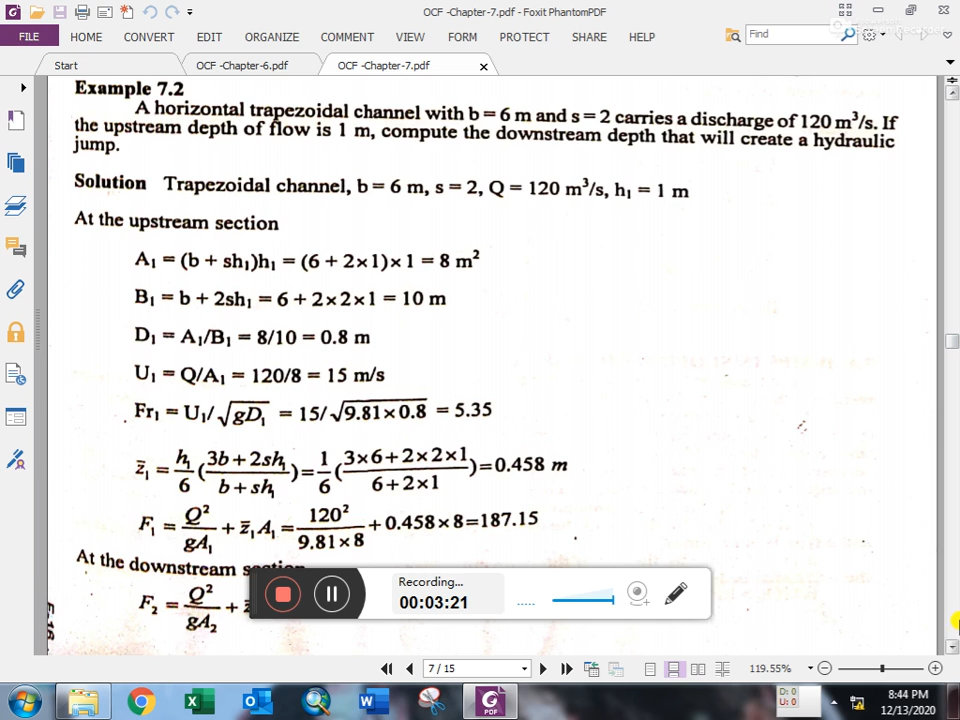 OCF -Chapter-7.pdf - Foxit PhantomPDF
FILE HOME CONVERT EDIT ORGANIZE COMMENT VIEW FORM PROTECT SHARE HELP Find
Start OCF -Chapter-6.pdf OCF -Chapter-7.pdf
Example 7.2
A horizontal trapezoidal channel with b = 6 m and s = 2 carries a discharge of 120 m³/s. If
the upstream depth of flow is 1 m, compute the downstream depth that will create a hydraulic
jump.
Solution Trapezoidal channel, b = 6 m, s = 2, Q = 120 m³/s, h₁ = 1 m
At the upstream section
A₁ = (b + sh₁)h₁ = (6 + 2×1)×1 = 8 m²
B₁ = b + 2sh₁ = 6 + 2×2×1 = 10 m
D₁ = A₁/B₁ = 8/10 = 0.8 m
U₁ = Q/A₁ = 120/8 = 15 m/s
Fr₁ = U₁/√gD₁ = 15/√9.81×0.8 = 5.35
z̄₁ = h₁/6 (3b+2sh₁/b+sh₁) = 1/6 (3×6+2×2×1/6+2×1) = 0.458 m
F₁ = Q²/gA₁ + z̄₁A₁ = 120²/9.81×8 + 0.458×8 = 187.15
At the downstream
F₂ = Q²/gA₂ +
Recording...
00:03:21
7 / 15 119.55%
D: 0
U: 0
8:44 PM
12/13/2020